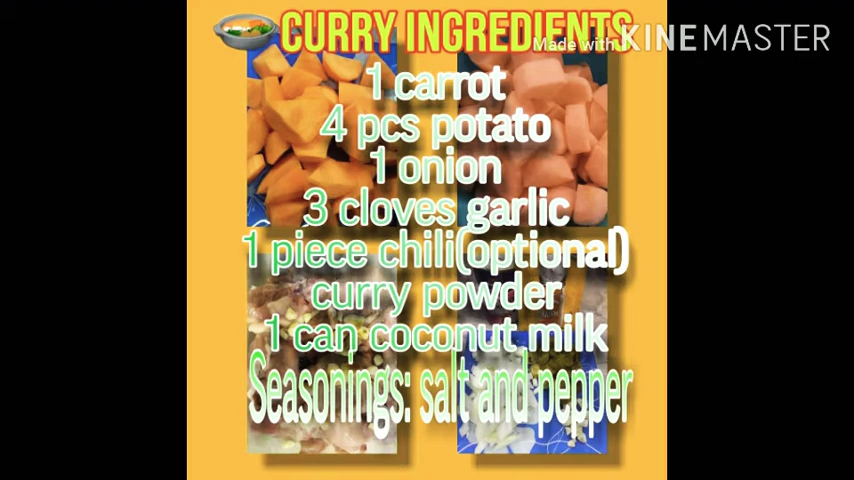 CURRY INGREDIENTS
Made with KINEMASTER
1 carrot
4 pcs potato
1 onion
3 cloves garlic
1 piece chili(optional)
curry powder
1 can coconut milk
Seasonings: salt and pepper